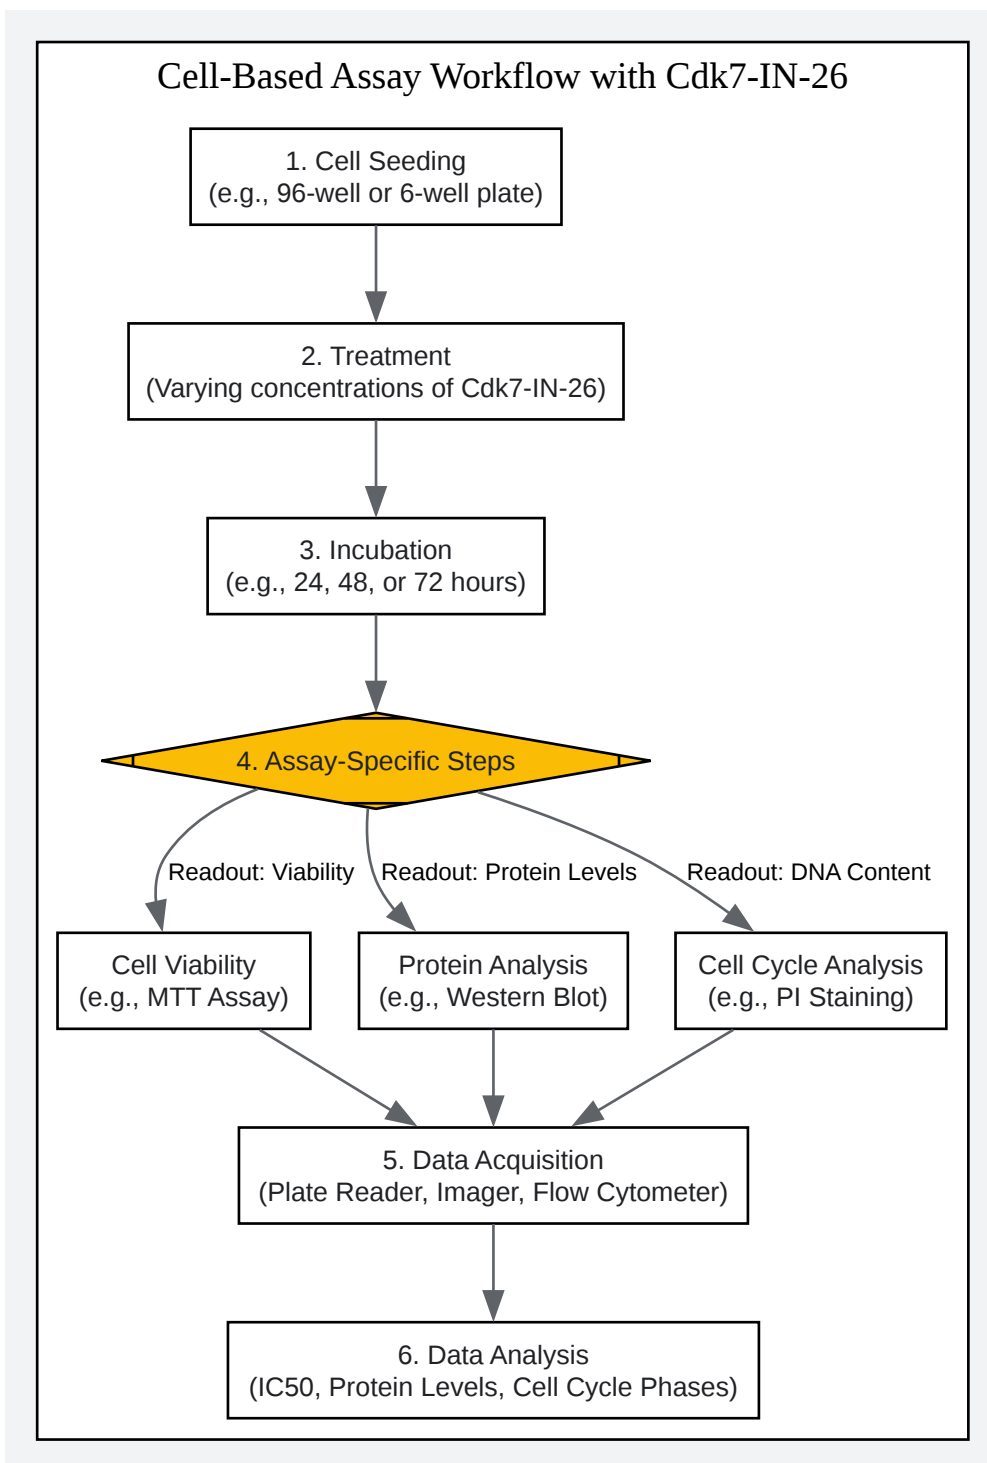 Cell-Based Assay Workflow with Cdk7-IN-26
1. Cell Seeding
(e.g., 96-well or 6-well plate)
2. Treatment
(Varying concentrations of Cdk7-IN-26)
3. Incubation
(e.g., 24, 48, or 72 hours)
4. Assay-Specific Steps
Readout: Viability
Readout: Protein Levels
Readout: DNA Content
Cell Viability
(e.g., MTT Assay)
Protein Analysis
(e.g., Western Blot)
Cell Cycle Analysis
(e.g., PI Staining)
5. Data Acquisition
(Plate Reader, Imager, Flow Cytometer)
6. Data Analysis
(IC50, Protein Levels, Cell Cycle Phases)